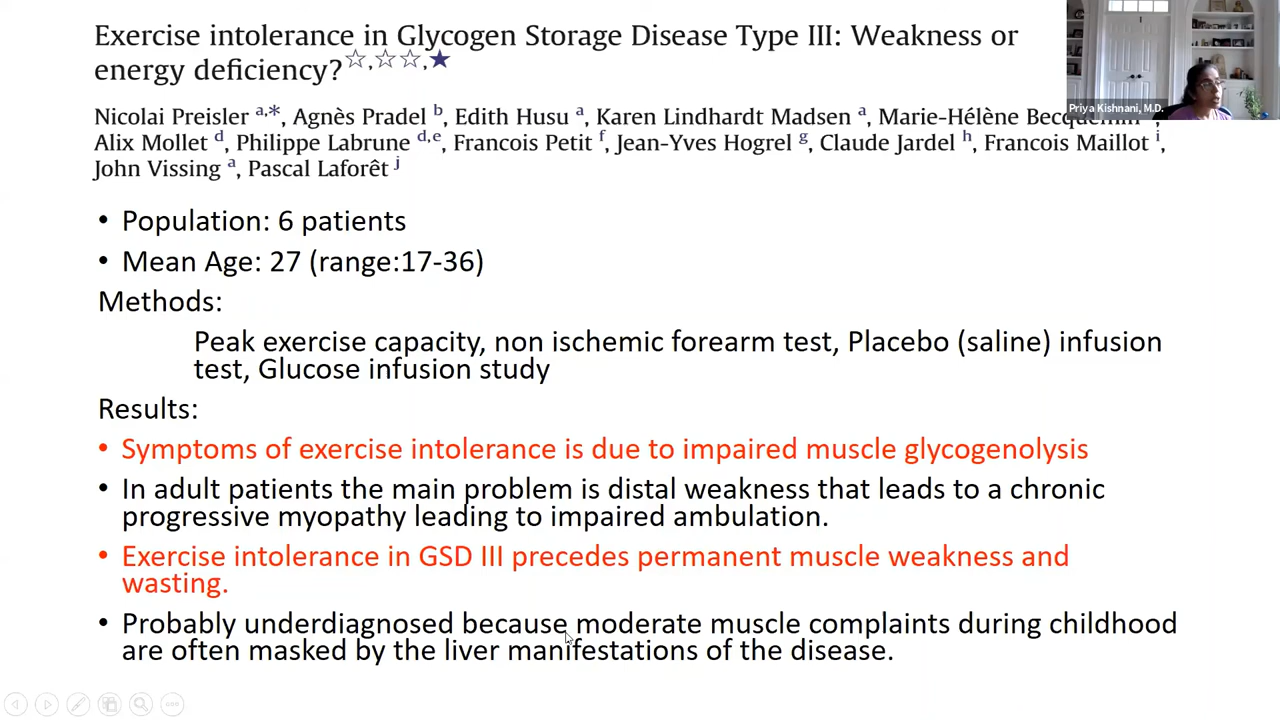 Exercise intolerance in Glycogen Storage Disease Type III: Weakness or
energy deficiency?☆,☆☆,★
Priya Kishnani, M.D.
Nicolai Preisler a,*, Agnès Pradel b, Edith Husu a, Karen Lindhardt Madsen a, Marie-Hélène
Alix Mollet d, Philippe Labrune d,e, Francois Petit f, Jean-Yves Hogrel g, Claude Jardel h, Francois Maillot i,
John Vissing a, Pascal Laforêt j
• Population: 6 patients
• Mean Age: 27 (range:17-36)
Methods:
Peak exercise capacity, non ischemic forearm test, Placebo (saline) infusion
test, Glucose infusion study
Results:
• Symptoms of exercise intolerance is due to impaired muscle glycogenolysis
• In adult patients the main problem is distal weakness that leads to a chronic
progressive myopathy leading to impaired ambulation.
• Exercise intolerance in GSD III precedes permanent muscle weakness and
wasting.
• Probably underdiagnosed because moderate muscle complaints during childhood
are often masked by the liver manifestations of the disease.